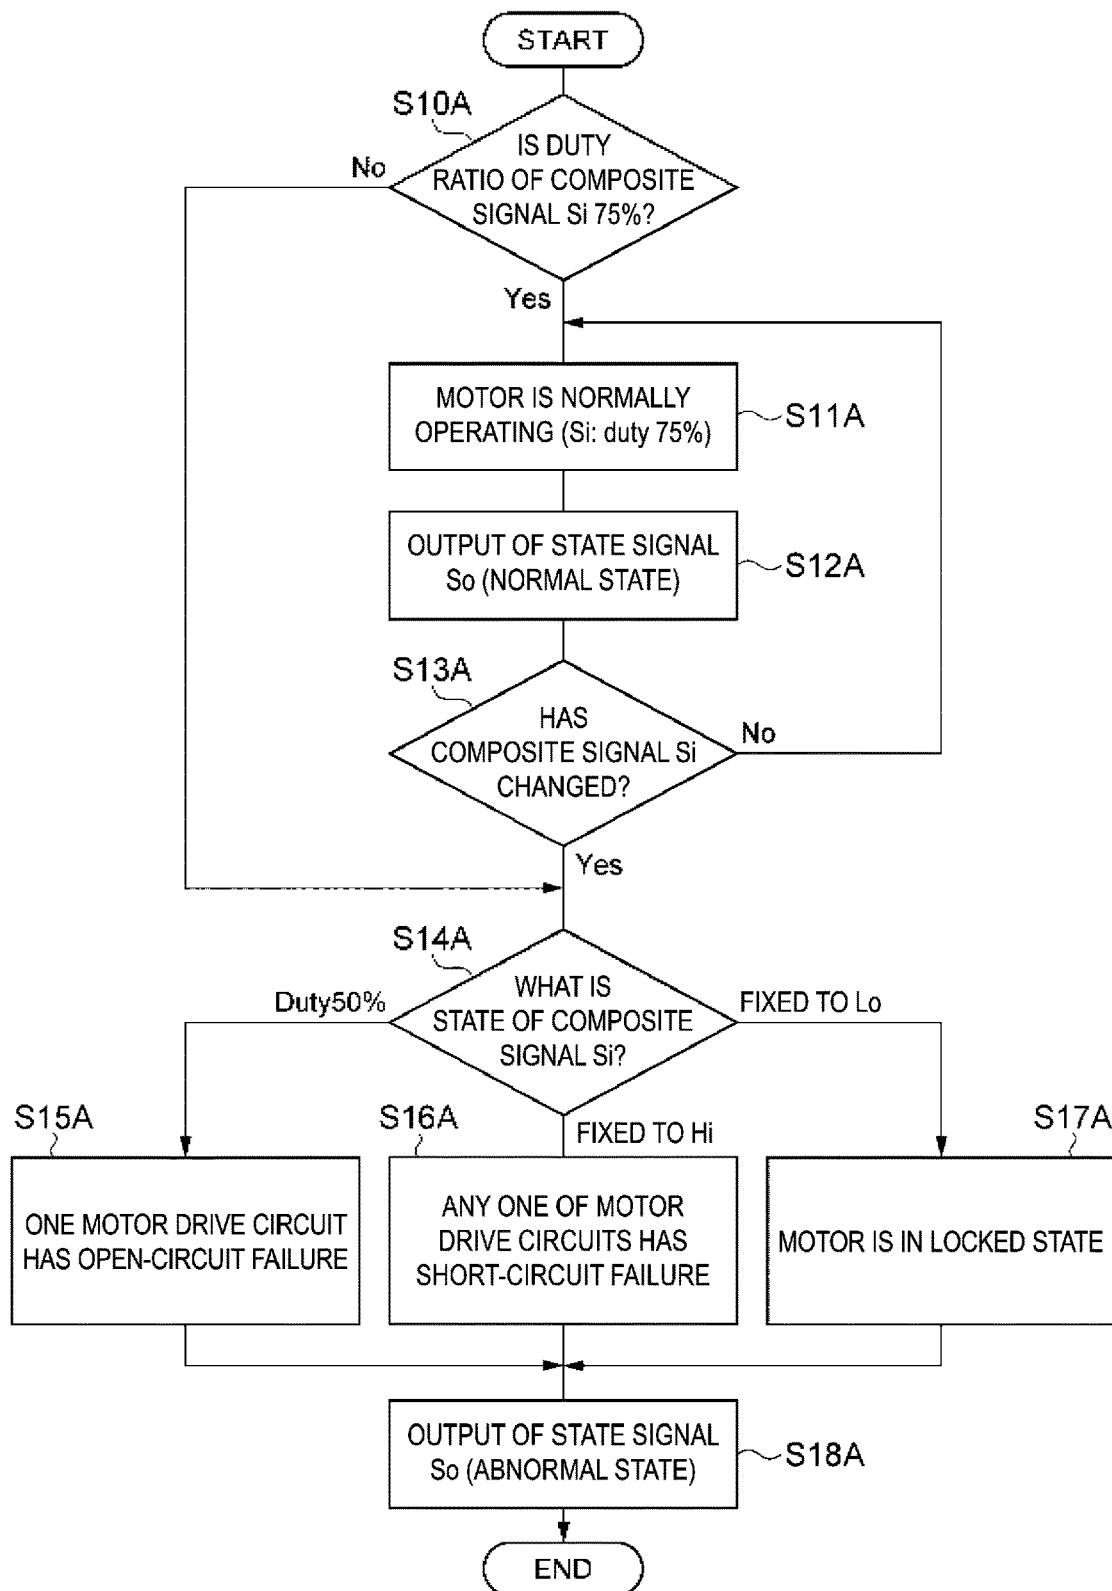 START
S10A
IS DUTY
RATIO OF COMPOSITE
SIGNAL Si 75%?
No
Yes
MOTOR IS NORMALLY
OPERATING (Si: duty 75%)
S11A
OUTPUT OF STATE SIGNAL
So (NORMAL STATE)
S12A
S13A
HAS
COMPOSITE SIGNAL Si
CHANGED?
No
Yes
S14A
WHAT IS
STATE OF COMPOSITE
SIGNAL Si?
Duty50%
FIXED TO Lo
FIXED TO Hi
S15A
ONE MOTOR DRIVE CIRCUIT
HAS OPEN-CIRCUIT FAILURE
S16A
ANY ONE OF MOTOR
DRIVE CIRCUITS HAS
SHORT-CIRCUIT FAILURE
S17A
MOTOR IS IN LOCKED STATE
OUTPUT OF STATE SIGNAL
So (ABNORMAL STATE)
S18A
END